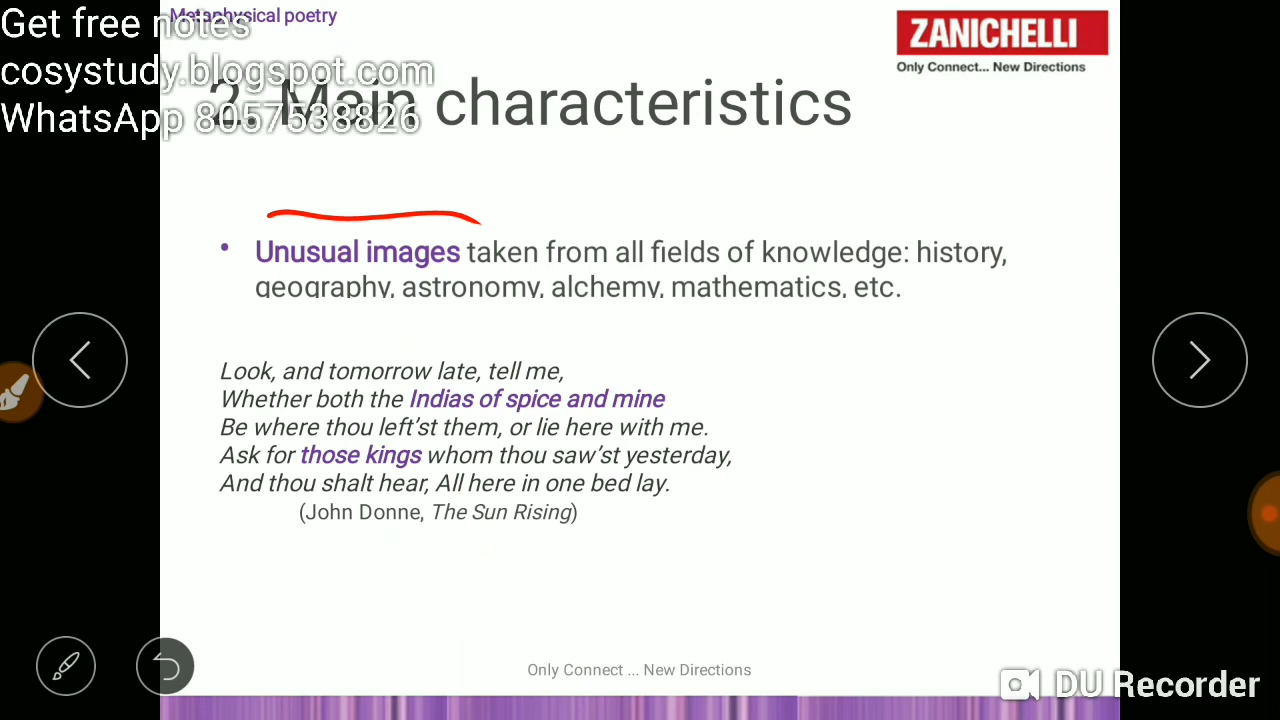 Get free notes
cosystudy.blogspot.com
WhatsApp 8057538826
Metaphysical poetry
ZANICHELLI
Only Connect... New Directions
2. Main characteristics
• Unusual images taken from all fields of knowledge: history,
geography, astronomy, alchemy, mathematics, etc.
Look, and tomorrow late, tell me,
Whether both the Indias of spice and mine
Be where thou left’st them, or lie here with me.
Ask for those kings whom thou saw’st yesterday,
And thou shalt hear, All here in one bed lay.
(John Donne, The Sun Rising)
Only Connect ... New Directions
DU Recorder